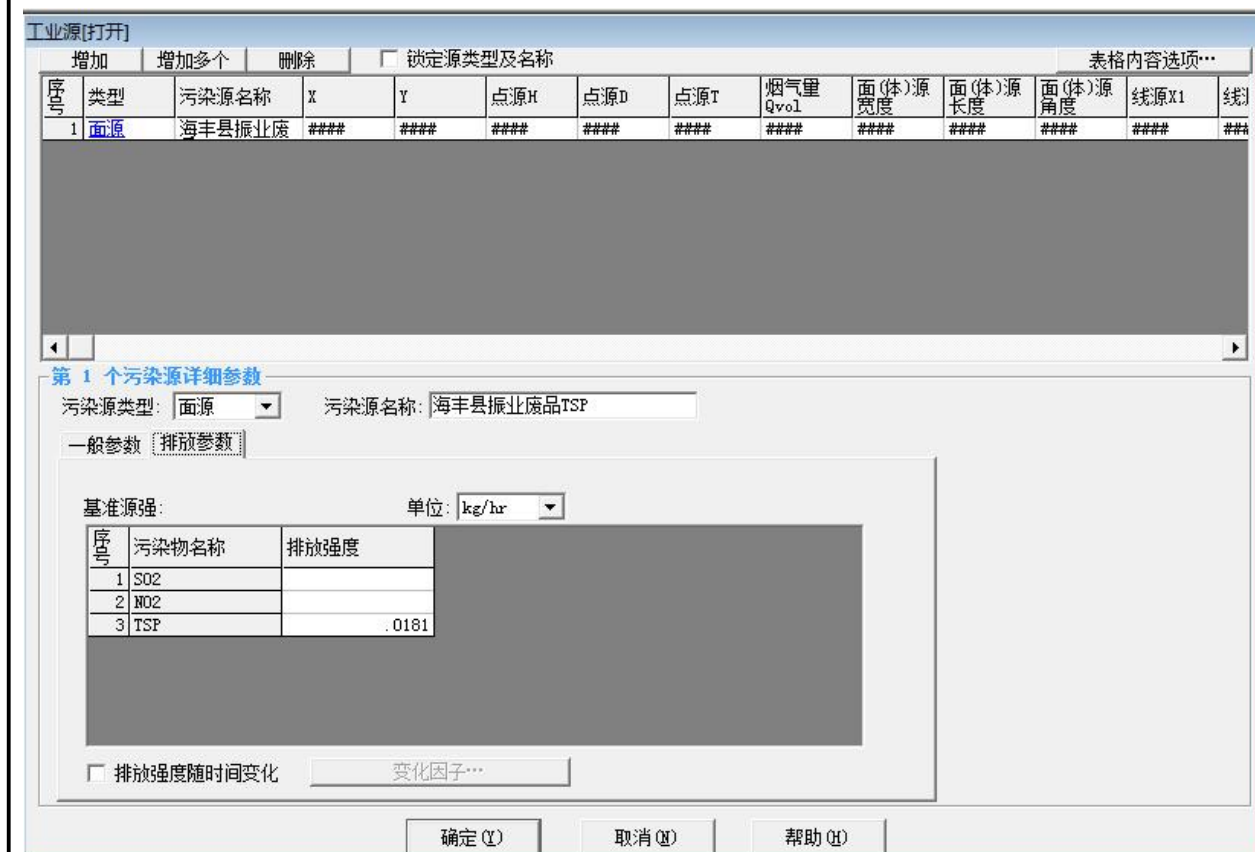 工业源[打开]
增加 增加多个 删除 锁定源类型及名称 表格内容选项…
序号 类型 污染源名称 X Y 点源H 点源D 点源T 烟气量Qvol 面(体)源宽度 面(体)源长度 面(体)源角度 线源X1
1 面源 海丰县振业废 #### #### #### #### #### #### #### #### #### #### ###
第 1 个污染源详细参数
污染源类型: 面源 污染源名称: 海丰县振业废品TSP
一般参数 排放参数
基准源强: 单位: kg/hr
序号 污染物名称 排放强度
1 SO2
2 NO2
3 TSP .0181
排放强度随时间变化 变化因子…
确定(Y) 取消(N) 帮助(H)